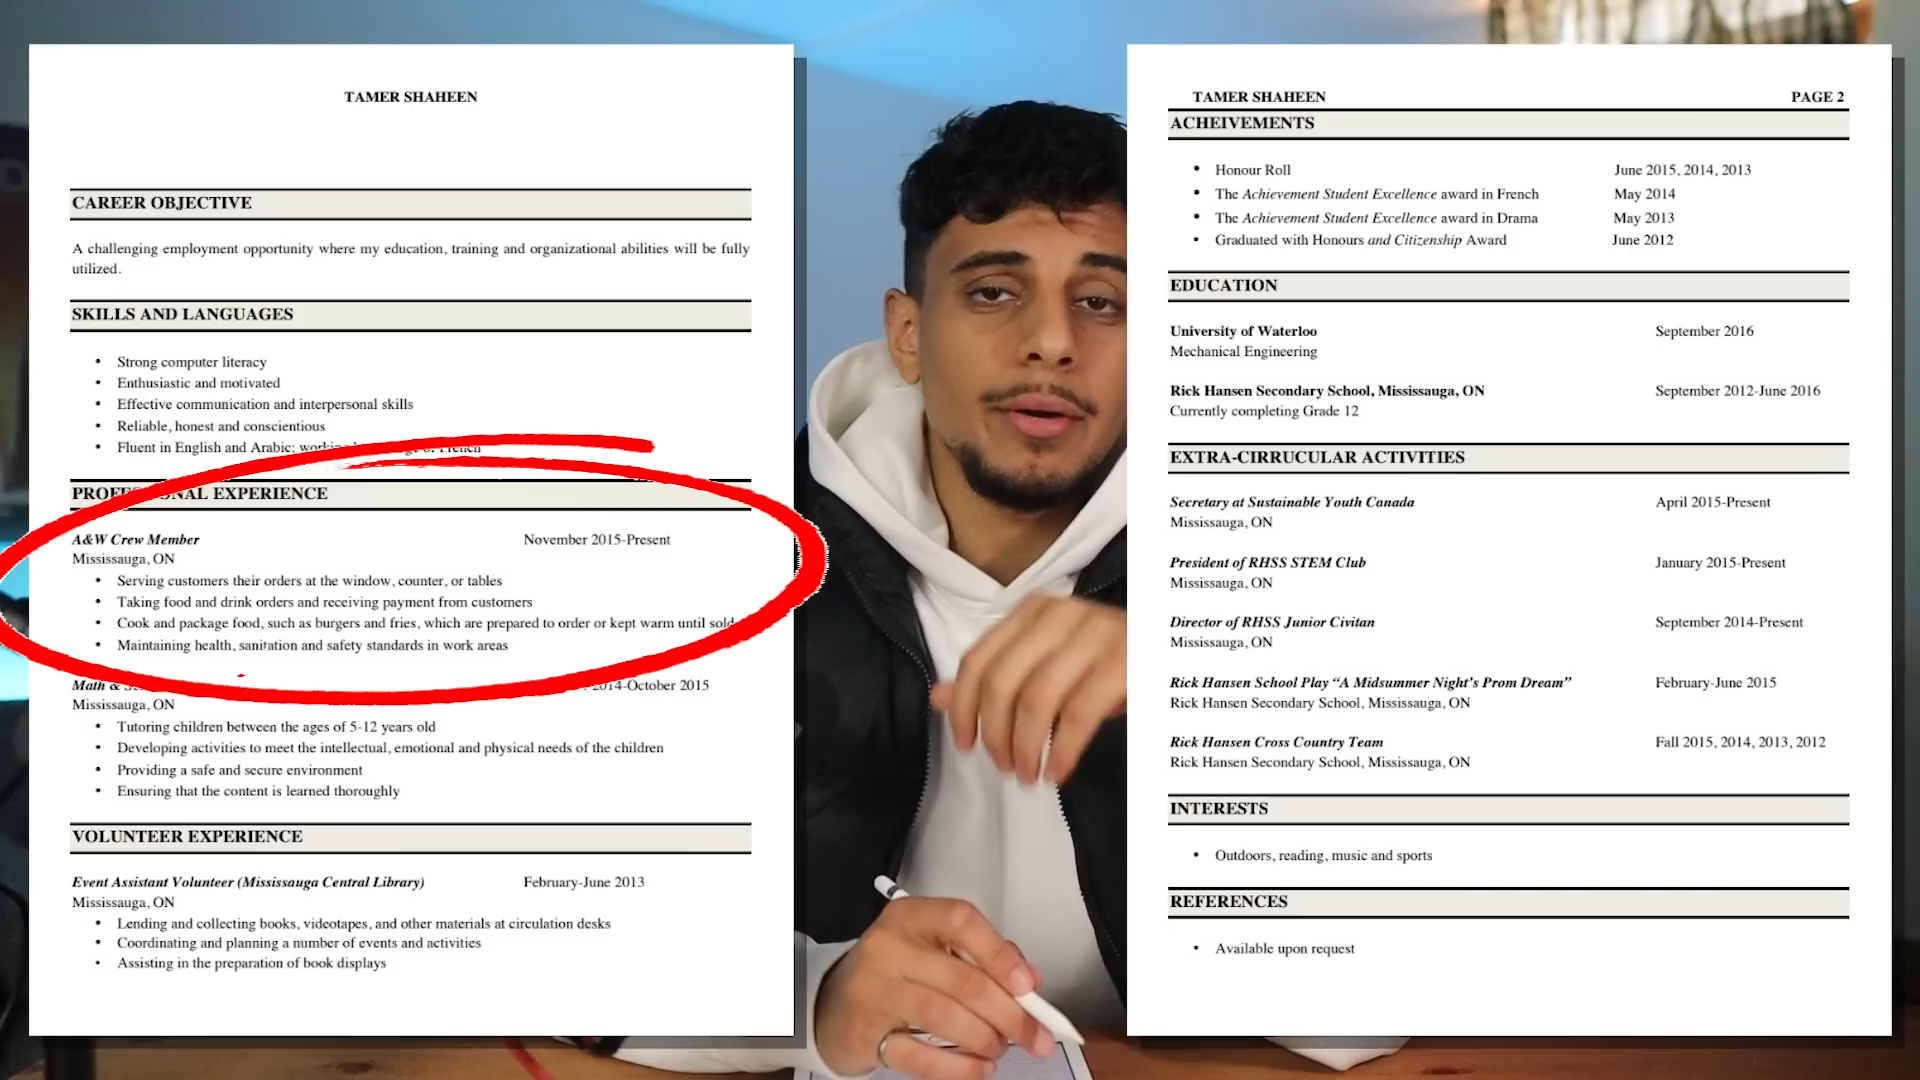 TAMER SHAHEEN
CAREER OBJECTIVE
A challenging employment opportunity where my education, training and organizational abilities will be fully
utilized.
SKILLS AND LANGUAGES
• Strong computer literacy
• Enthusiastic and motivated
• Effective communication and interpersonal skills
• Reliable, honest and conscientious
• Fluent in English and Arabic; French
PROFESSIONAL EXPERIENCE
A&W Crew Member November 2015-Present
Mississauga, ON
• Serving customers their orders at the window, counter, or tables
• Taking food and drink orders and receiving payment from customers
• Cook and package food, such as burgers and fries, which are prepared to order or kept warm until sold
• Maintaining health, sanitation and safety standards in work areas
Math & 2014-October 2015
Mississauga, ON
• Tutoring children between the ages of 5-12 years old
• Developing activities to meet the intellectual, emotional and physical needs of the children
• Providing a safe and secure environment
• Ensuring that the content is learned thoroughly
VOLUNTEER EXPERIENCE
Event Assistant Volunteer (Mississauga Central Library) February-June 2013
Mississauga, ON
• Lending and collecting books, videotapes, and other materials at circulation desks
• Coordinating and planning a number of events and activities
• Assisting in the preparation of book displays
TAMER SHAHEEN PAGE 2
ACHEIVEMENTS
• Honour Roll June 2015, 2014, 2013
• The Achievement Student Excellence award in French May 2014
• The Achievement Student Excellence award in Drama May 2013
• Graduated with Honours and Citizenship Award June 2012
EDUCATION
University of Waterloo September 2016
Mechanical Engineering
Rick Hansen Secondary School, Mississauga, ON September 2012-June 2016
Currently completing Grade 12
EXTRA-CIRRUCULAR ACTIVITIES
Secretary at Sustainable Youth Canada April 2015-Present
Mississauga, ON
President of RHSS STEM Club January 2015-Present
Mississauga, ON
Director of RHSS Junior Civitan September 2014-Present
Mississauga, ON
Rick Hansen School Play “A Midsummer Night’s Prom Dream” February-June 2015
Rick Hansen Secondary School, Mississauga, ON
Rick Hansen Cross Country Team Fall 2015, 2014, 2013, 2012
Rick Hansen Secondary School, Mississauga, ON
INTERESTS
• Outdoors, reading, music and sports
REFERENCES
• Available upon request